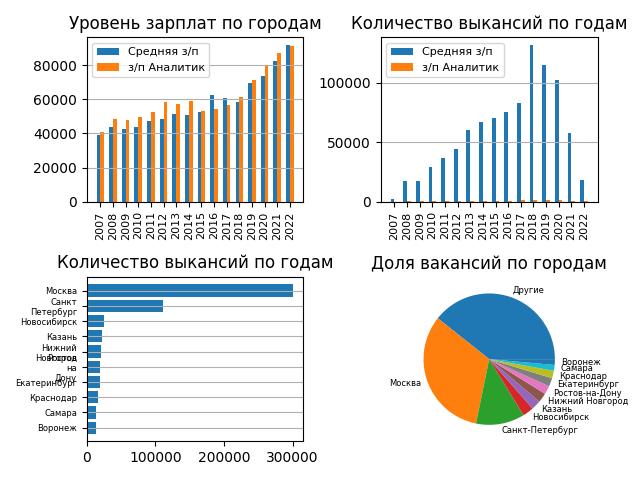 Уровень зарплат по городам
Средняя з/п
з/п Аналитик
80000
60000
40000
20000
0
2007
2008
2009
2010
2011
2012
2013
2014
2015
2016
2017
2018
2019
2020
2021
2022
Количество выкансий по годам
Средняя з/п
з/п Аналитик
100000
50000
0
2007
2008
2009
2010
2011
2012
2013
2014
2015
2016
2017
2018
2019
2020
2021
2022
Количество выкансий по годам
Москва
Санкт
Петербург
Новосибирск
Казань
Нижний
Новгород
Ростов
на
Дону
Екатеринбург
Краснодар
Самара
Воронеж
0
100000
200000
300000
Доля вакансий по городам
Другие
Москва
Санкт-Петербург
Новосибирск
Казань
Нижний Новгород
Ростов-на-Дону
Екатеринбург
Краснодар
Самара
Воронеж